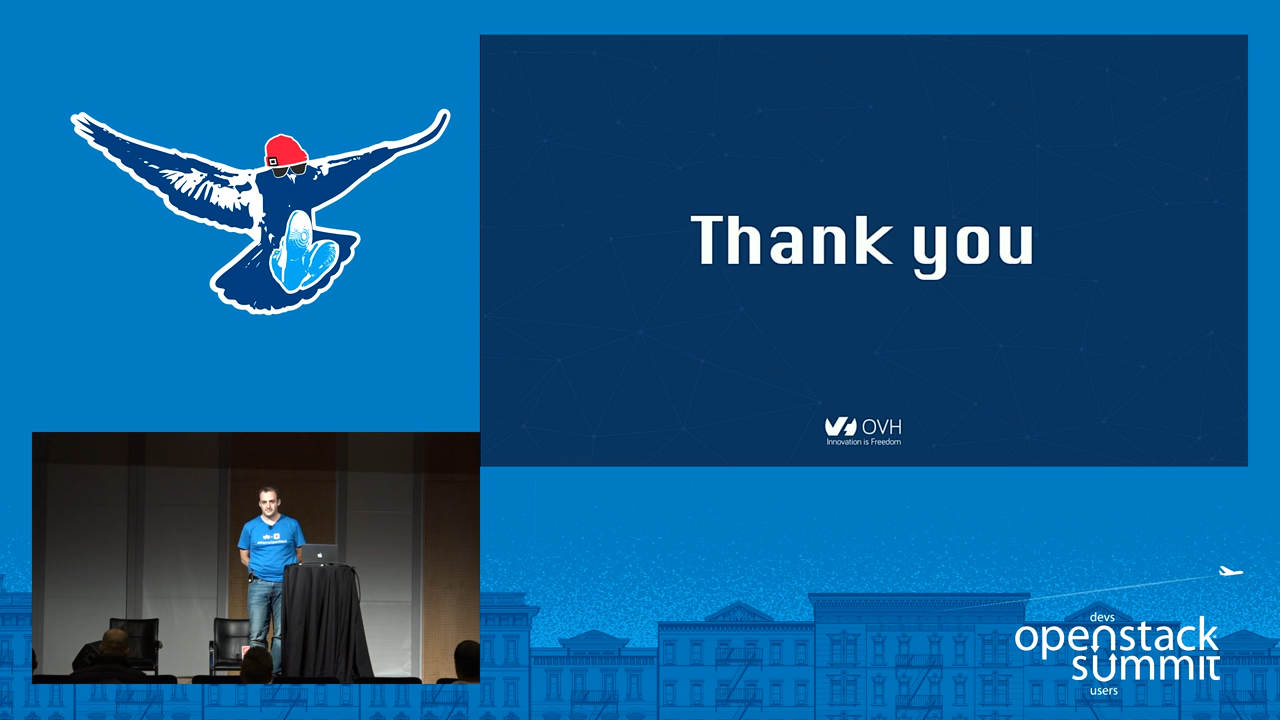 Thank you
OVH
Innovation is Freedom
devs
openstack
summit
users